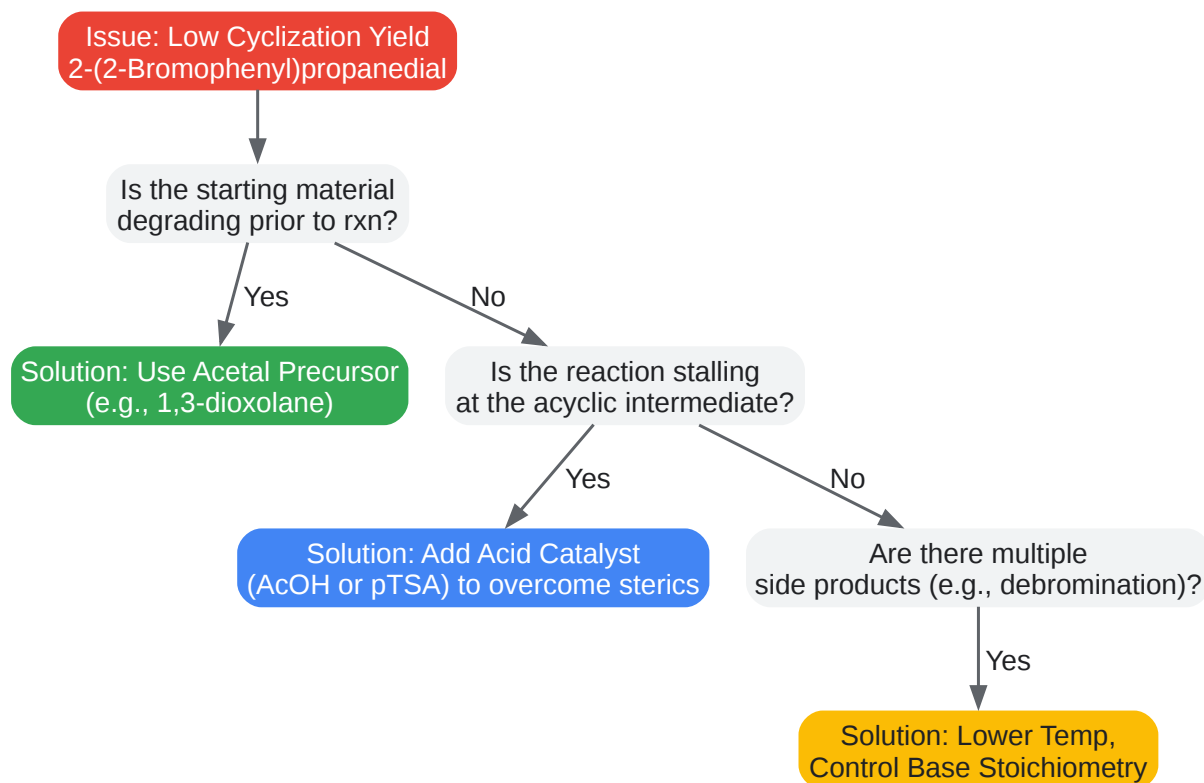 Issue: Low Cyclization Yield
2-(2-Bromophenyl)propanedial
Is the starting material
degrading prior to rxn?
Yes
No
Solution: Use Acetal Precursor
(e.g., 1,3-dioxolane)
Is the reaction stalling
at the acyclic intermediate?
Yes
No
Solution: Add Acid Catalyst
(AcOH or pTSA) to overcome sterics
Are there multiple
side products (e.g., debromination)?
Yes
Solution: Lower Temp,
Control Base Stoichiometry